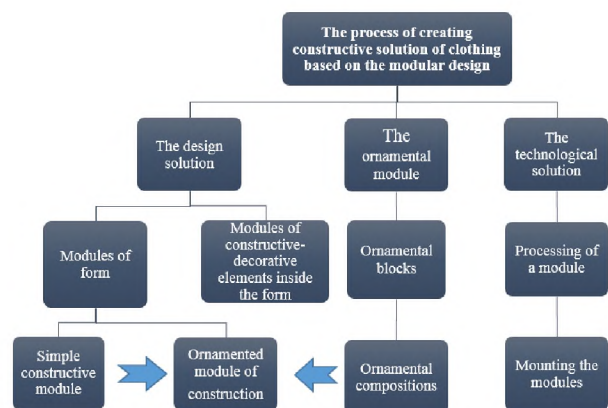 The process of creating
constructive solution of clothing
based on the modular design
The design
solution
The
ornamental
module
The
technological
solution
Modules of
form
Modules of
constructive-
decorative
elements inside
the form
Ornamental
blocks
Processing of
a module
Simple
constructive
module
Ornamented
module of
construction
Ornamental
compositions
Mounting the
modules